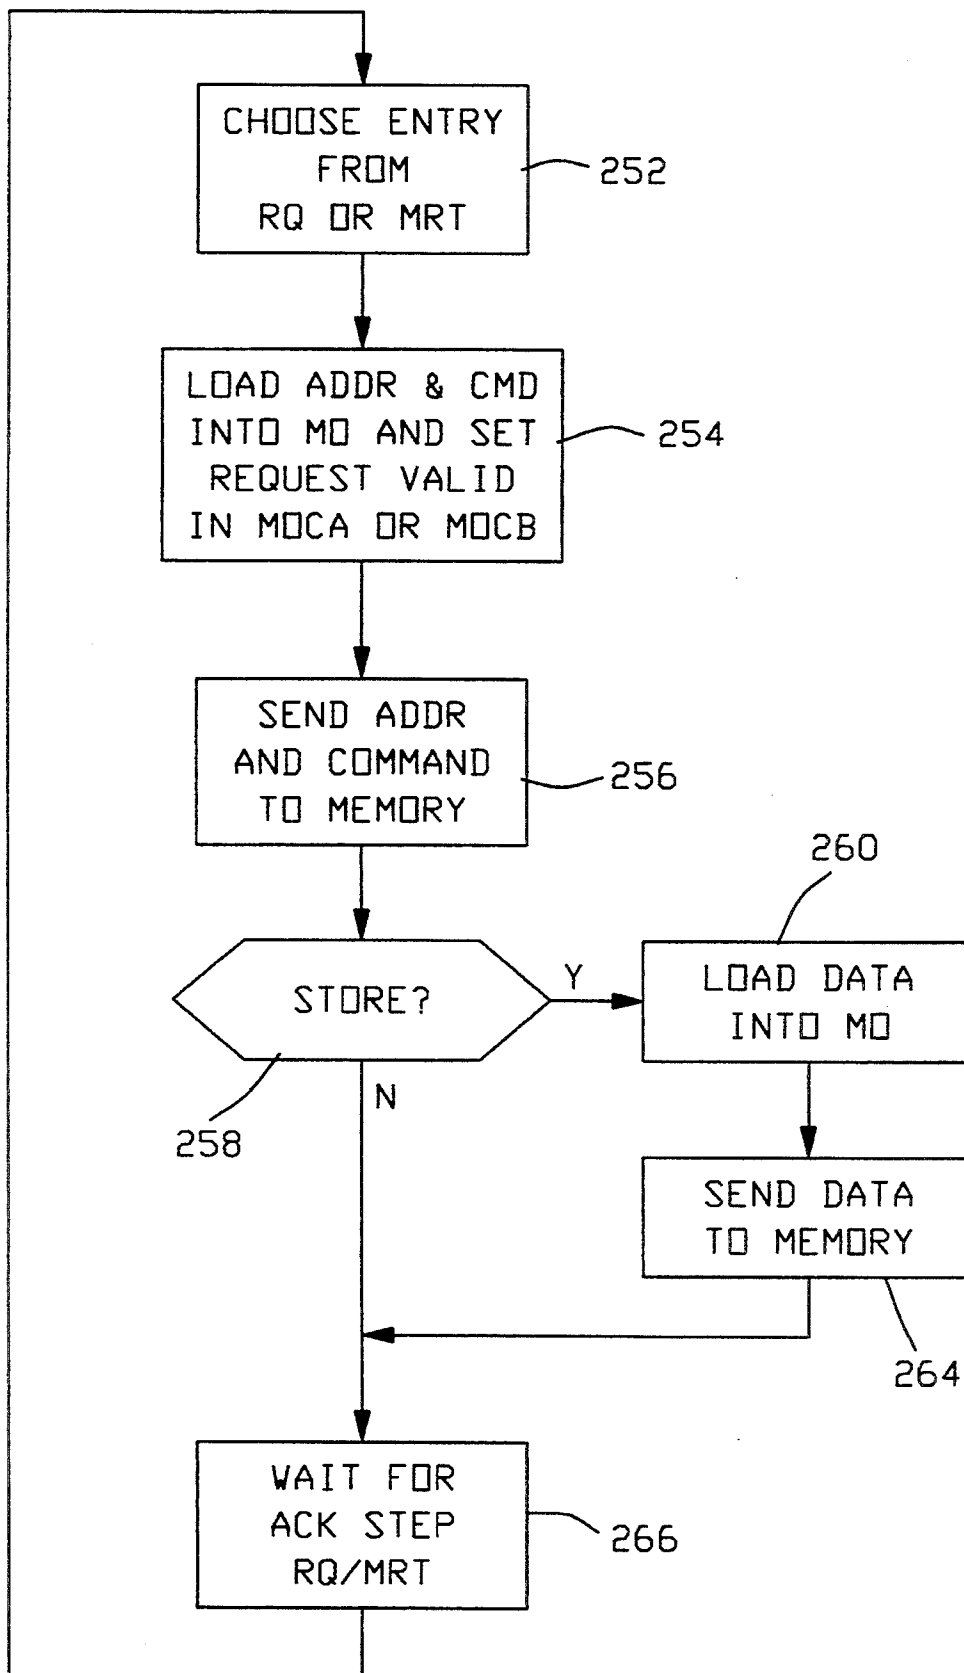 CHOOSE ENTRY
FROM
RQ OR MRT
252
LOAD ADDR & CMD
INTO MO AND SET
REQUEST VALID
IN MOCA OR MOCB
254
SEND ADDR
AND COMMAND
TO MEMORY
256
STORE?
258
Y
N
260
LOAD DATA
INTO MO
SEND DATA
TO MEMORY
264
WAIT FOR
ACK STEP
RQ/MRT
266